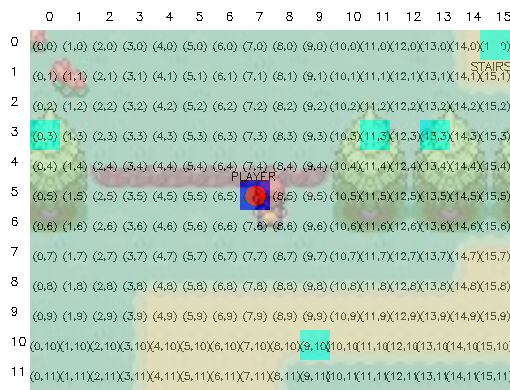 0 1 2 3 4 5 6 7 8 9 10 11 12 13 14 15
0 (0,0) (1,0) (2,0) (3,0) (4,0) (5,0) (6,0) (7,0) (8,0) (9,0) (10,0) (11,0) (12,0) (13,0) (14,0)
STAIRS
1 (0,1) (1,1) (2,1) (3,1) (4,1) (5,1) (6,1) (7,1) (8,1) (9,1) (10,1) (11,1) (12,1) (13,1) (14,1) (15,1)
2 (0,2) (1,2) (2,2) (3,2) (4,2) (5,2) (6,2) (7,2) (8,2) (9,2) (10,2) (11,2) (12,2) (13,2) (14,2) (15,2)
3 (0,3) (1,3) (2,3) (3,3) (4,3) (5,3) (6,3) (7,3) (8,3) (9,3) (10,3) (11,3) (12,3) (13,3) (14,3) (15,3)
4 (0,4) (1,4) (2,4) (3,4) (4,4) (5,4) (6,4) (7,4) (8,4) (9,4) (10,4) (11,4) (12,4) (13,4) (14,4) (15,4)
PLAYER
5 (0,5) (1,5) (2,5) (3,5) (4,5) (5,5) (6,5) (8,5) (9,5) (10,5) (11,5) (12,5) (13,5) (14,5) (15,5)
6 (0,6) (1,6) (2,6) (3,6) (4,6) (5,6) (6,6) (7,6) (8,6) (9,6) (10,6) (11,6) (12,6) (13,6) (14,6) (15,6)
7 (0,7) (1,7) (2,7) (3,7) (4,7) (5,7) (6,7) (7,7) (8,7) (9,7) (10,7) (11,7) (12,7) (13,7) (14,7) (15,7)
8 (0,8) (1,8) (2,8) (3,8) (4,8) (5,8) (6,8) (7,8) (8,8) (9,8) (10,8) (11,8) (12,8) (13,8) (14,8) (15,8)
9 (0,9) (1,9) (2,9) (3,9) (4,9) (5,9) (6,9) (7,9) (8,9) (9,9) (10,9) (11,9) (12,9) (13,9) (14,9) (15,9)
10 (0,10) (1,10) (2,10) (3,10) (4,10) (5,10) (6,10) (7,10) (8,10) (9,10) (10,10) (11,10) (12,10) (13,10) (14,10) (15,10)
11 (0,11) (1,11) (2,11) (3,11) (4,11) (5,11) (6,11) (7,11) (8,11) (9,11) (10,11) (11,11) (12,11) (13,11) (14,11) (15,11)